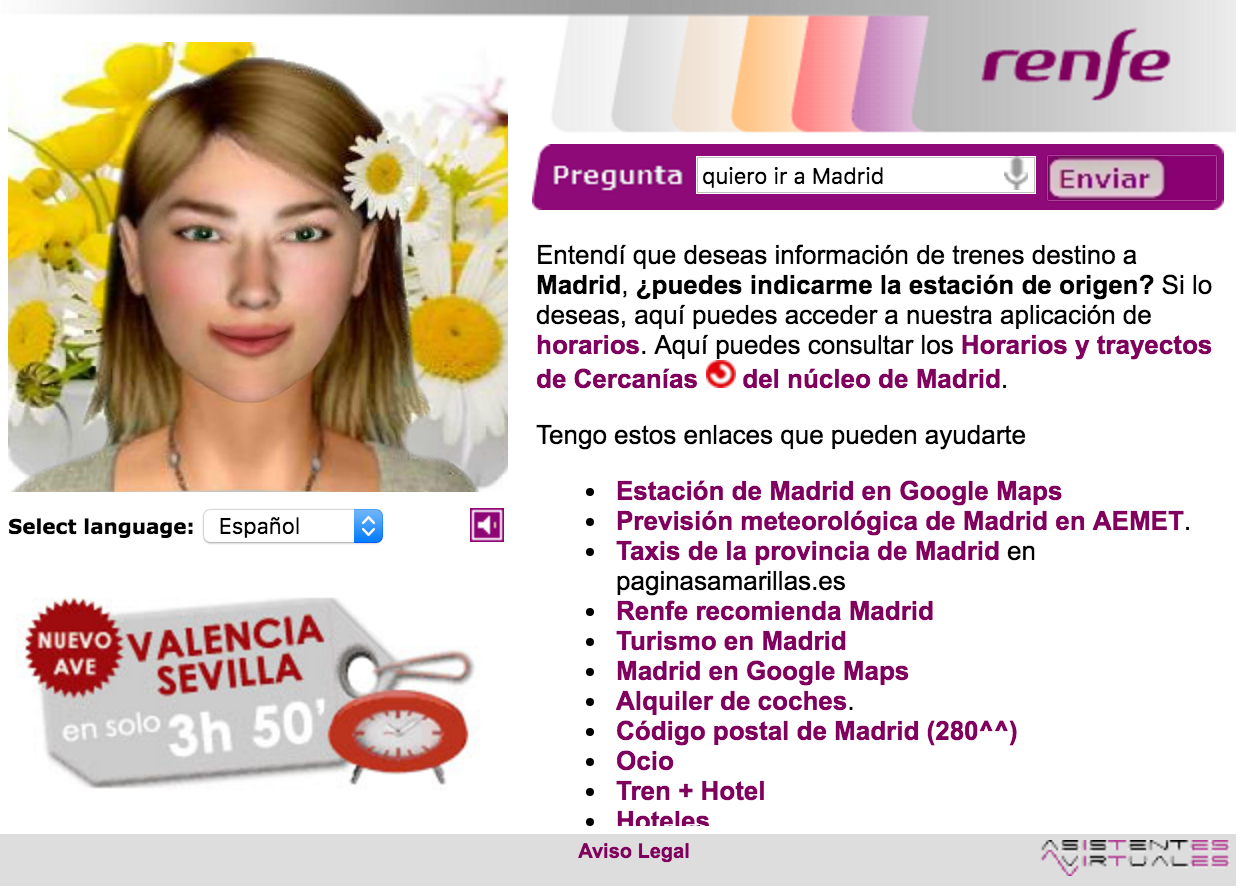 renfe
Pregunta
quiero ir a Madrid
Enviar
Entendí que deseas información de trenes destino a
Madrid, ¿puedes indicarme la estación de origen? Si lo
deseas, aquí puedes acceder a nuestra aplicación de
horarios. Aquí puedes consultar los Horarios y trayectos
de Cercanías del núcleo de Madrid.
Tengo estos enlaces que pueden ayudarte
• Estación de Madrid en Google Maps
• Previsión meteorológica de Madrid en AEMET.
• Taxis de la provincia de Madrid en
paginasamarillas.es
• Renfe recomienda Madrid
• Turismo en Madrid
• Madrid en Google Maps
• Alquiler de coches.
• Código postal de Madrid (280^^)
• Ocio
• Tren + Hotel
• Hoteles
Select language: Español
NUEVO
AVE
VALENCIA
SEVILLA
en solo 3h 50'
Aviso Legal
ASISTENTES
VIRTUALES